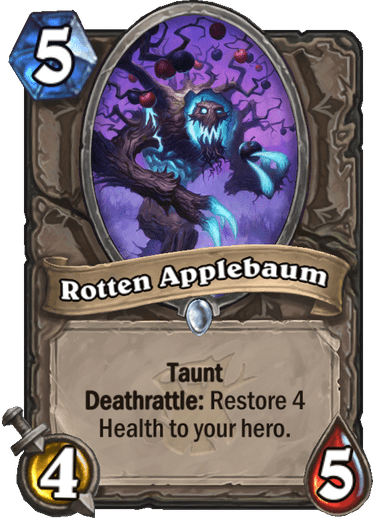 5
Rotten Applebaum
Taunt
Deathrattle: Restore 4
Health to your hero.
4
5